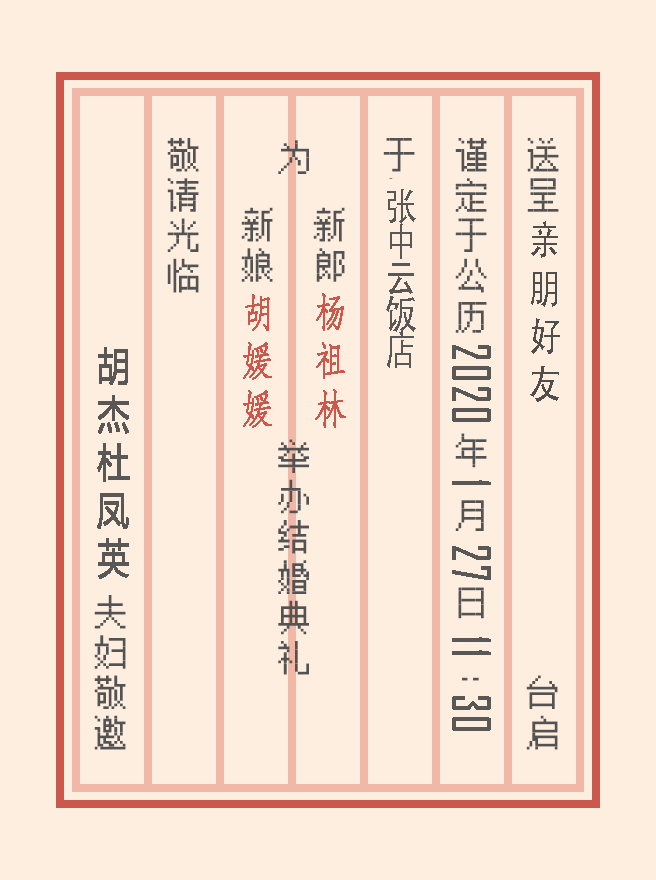 送呈亲朋好友 台启
谨定于公历2020年1月27日11:30
于张中云饭店
为
新郎杨祖林
新娘胡媛媛
举办结婚典礼
敬请光临
胡杰杜凤英夫妇敬邀